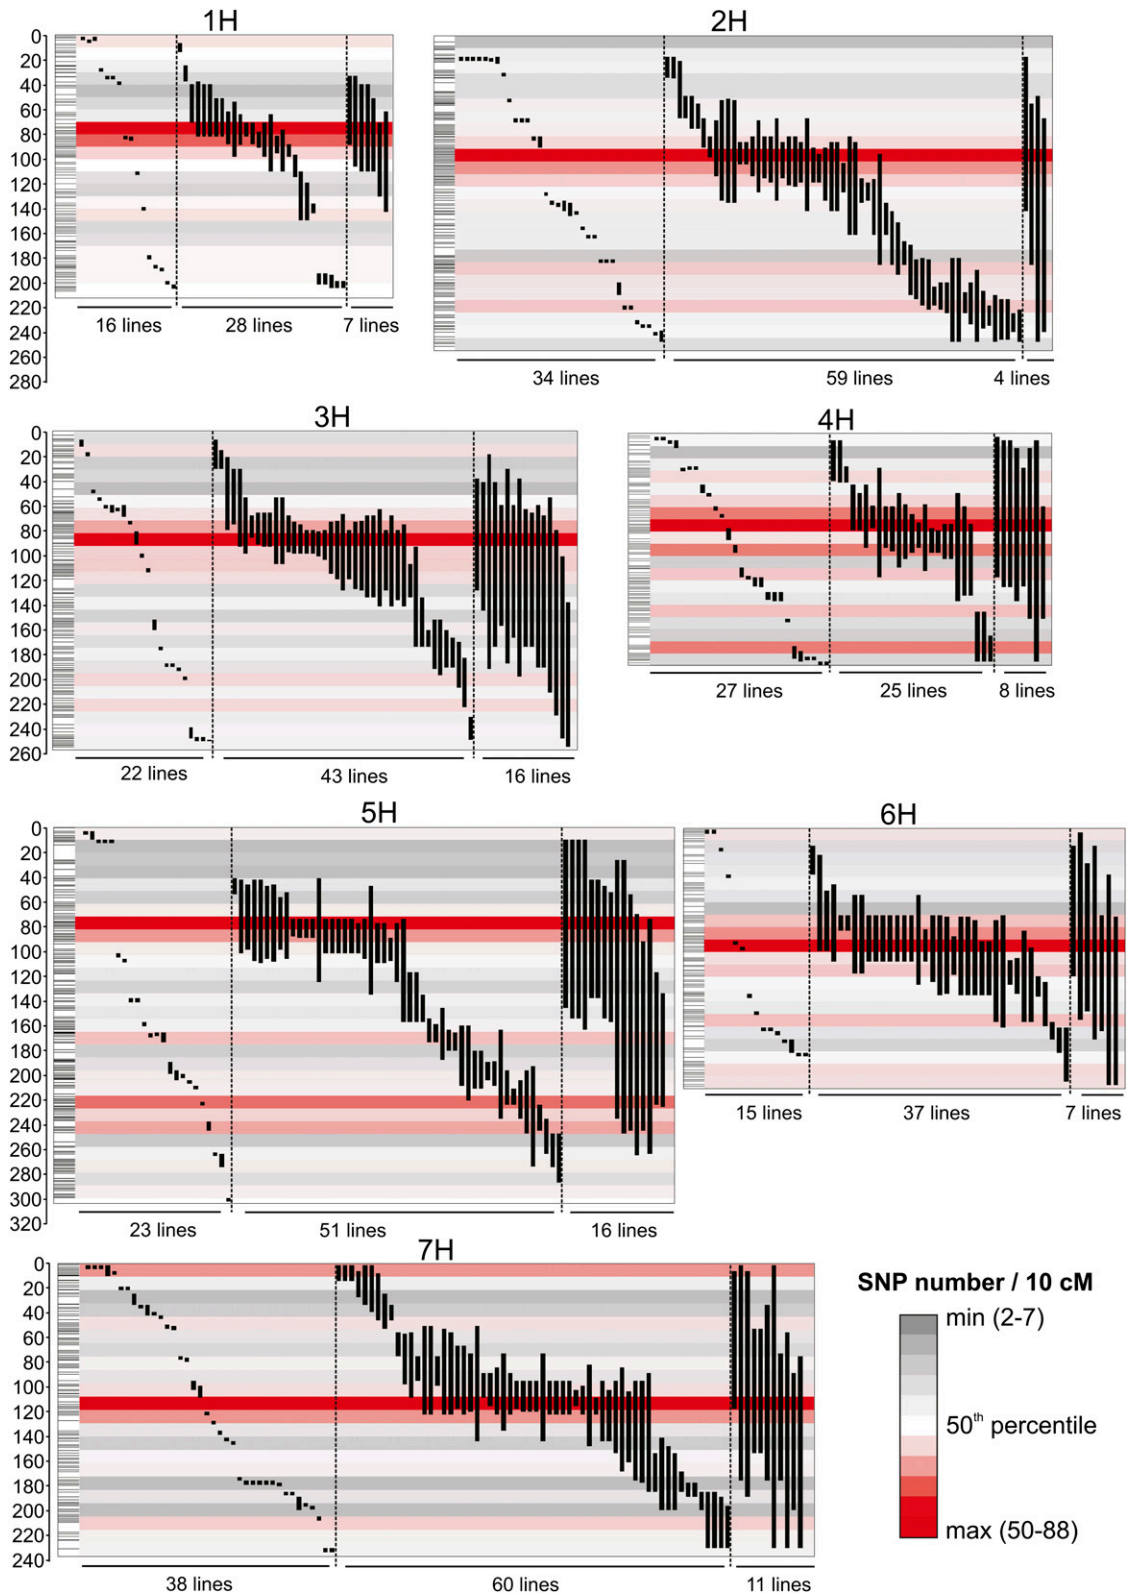 1H
0
20
40
60
80
100
120
140
160
180
200
220
240
260
280
16 lines
28 lines
7 lines
2H
34 lines
59 lines
4 lines
3H
0
20
40
60
80
100
120
140
160
180
200
220
240
260
22 lines
43 lines
16 lines
4H
27 lines
25 lines
8 lines
5H
0
20
40
60
80
100
120
140
160
180
200
220
240
260
280
300
320
23 lines
51 lines
16 lines
6H
15 lines
37 lines
7 lines
7H
0
20
40
60
80
100
120
140
160
180
200
220
240
38 lines
60 lines
11 lines
SNP number / 10 cM
min (2-7)
50th percentile
max (50-88)